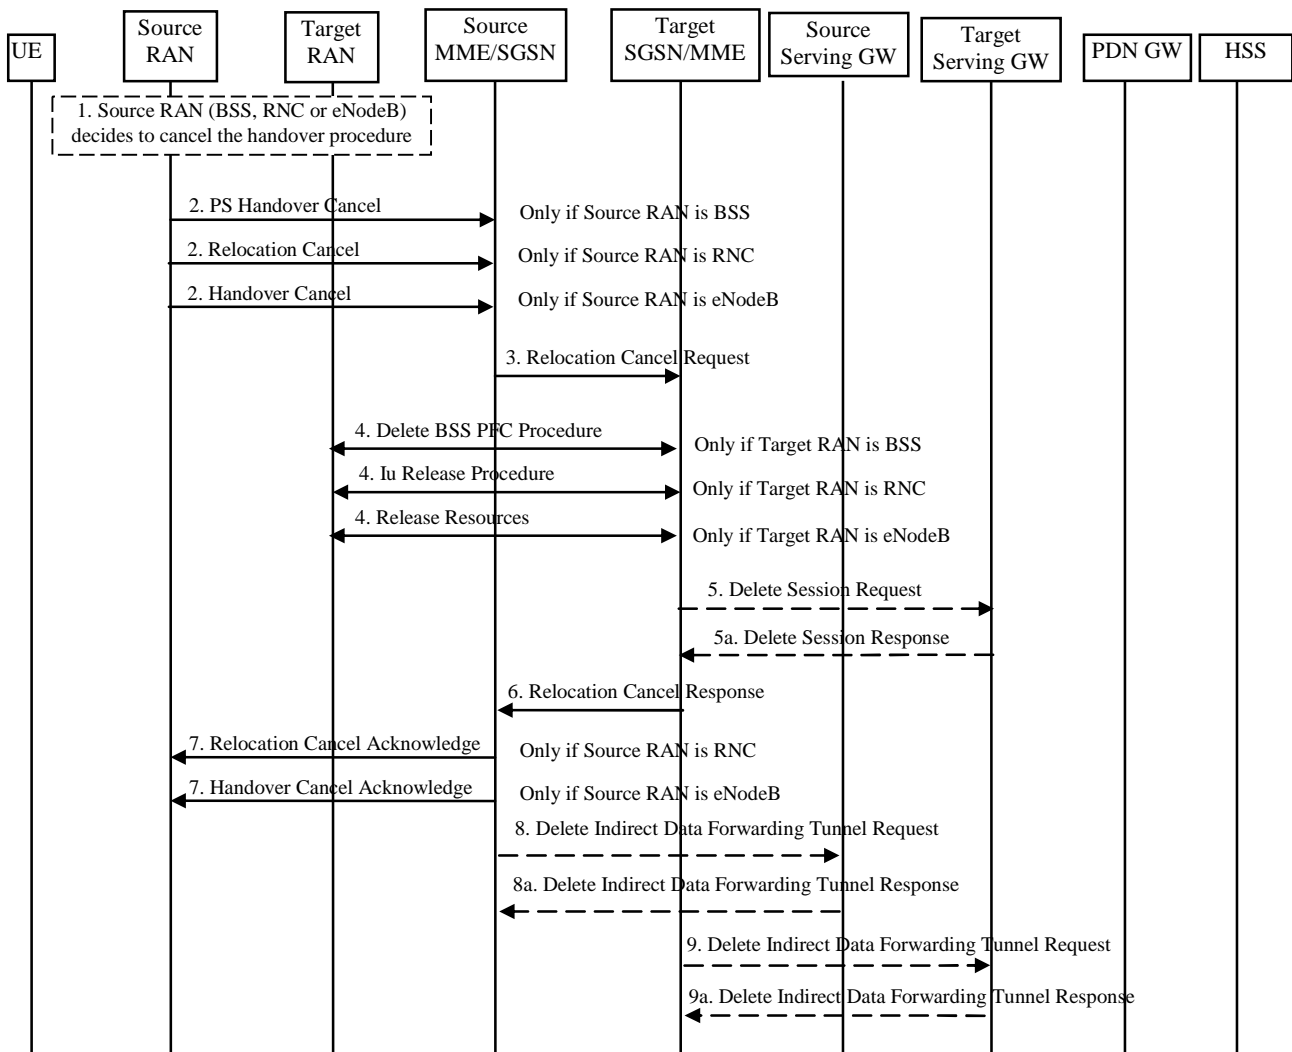 UE
Source
RAN
Target
RAN
Source
MME/SGSN
Target
SGSN/MME
Source
Serving GW
Target
Serving GW
PDN GW
HSS
1. Source RAN (BSS, RNC or eNodeB)
decides to cancel the handover procedure
2. PS Handover Cancel
Only if Source RAN is BSS
2. Relocation Cancel
Only if Source RAN is RNC
2. Handover Cancel
Only if Source RAN is eNodeB
3. Relocation Cancel Request
4. Delete BSS PFC Procedure
Only if Target RAN is BSS
4. Iu Release Procedure
Only if Target RAN is RNC
4. Release Resources
Only if Target RAN is eNodeB
5. Delete Session Request
5a. Delete Session Response
6. Relocation Cancel Response
7. Relocation Cancel Acknowledge
Only if Source RAN is RNC
7. Handover Cancel Acknowledge
Only if Source RAN is eNodeB
8. Delete Indirect Data Forwarding Tunnel Request
8a. Delete Indirect Data Forwarding Tunnel Response
9. Delete Indirect Data Forwarding Tunnel Request
9a. Delete Indirect Data Forwarding Tunnel Response